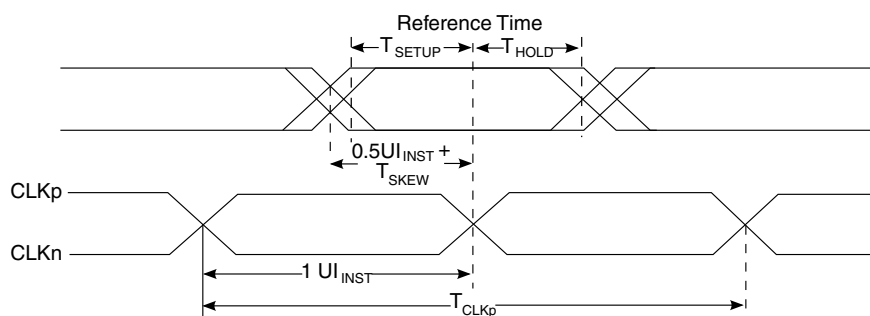 Reference Time
TSETUP THOLD
0.5UIINST +
TSKEW
CLKp
CLKn
1 UIINST
TCLKp